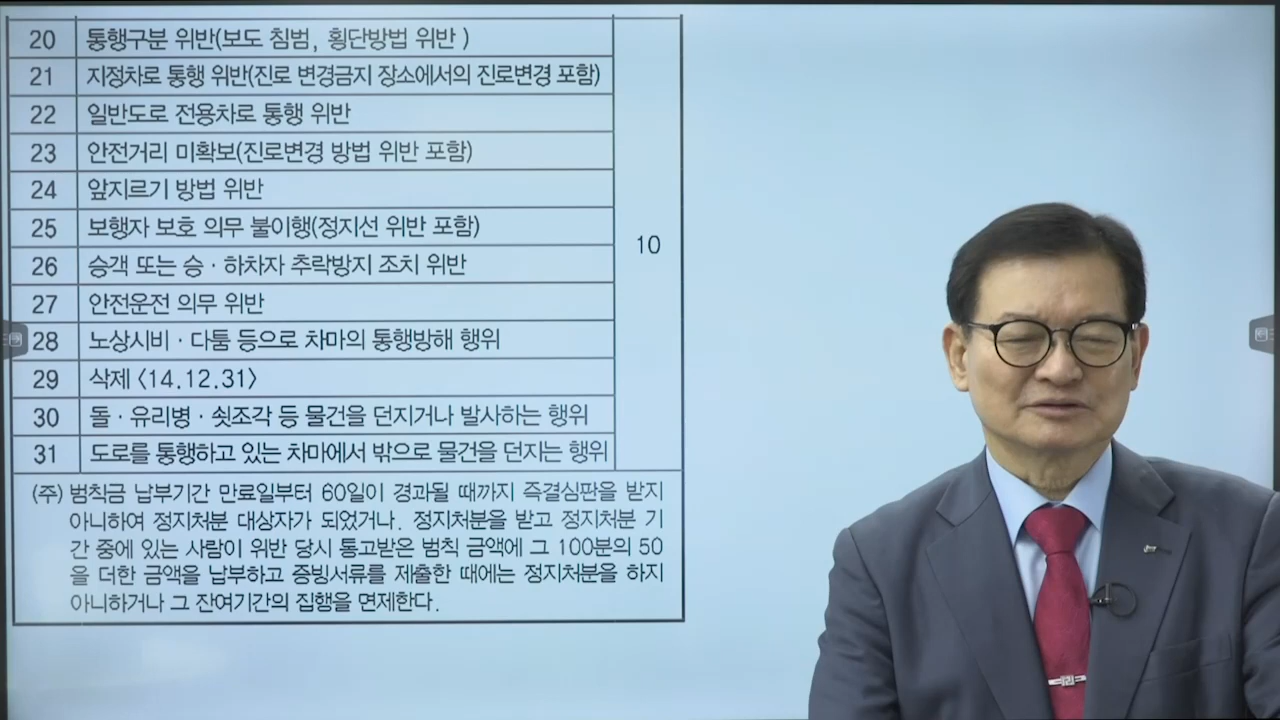 20 통행구분 위반(보도 침범, 횡단방법 위반 )
21 지정차로 통행 위반(진로 변경금지 장소에서의 진로변경 포함)
22 일반도로 전용차로 통행 위반
23 안전거리 미확보(진로변경 방법 위반 포함)
24 앞지르기 방법 위반
25 보행자 보호 의무 불이행(정지선 위반 포함)
10
26 승객 또는 승·하차자 추락방지 조치 위반
27 안전운전 의무 위반
28 노상시비·다툼 등으로 차마의 통행방해 행위
29 삭제 〈14.12.31〉
30 돌·유리병·쇳조각 등 물건을 던지거나 발사하는 행위
31 도로를 통행하고 있는 차마에서 밖으로 물건을 던지는 행위
(주) 범칙금 납부기간 만료일부터 60일이 경과될 때까지 즉결심판을 받지
아니하여 정지처분 대상자가 되었거나, 정지처분을 받고 정지처분 기
간 중에 있는 사람이 위반 당시 통고받은 범칙 금액에 그 100분의 50
을 더한 금액을 납부하고 증빙서류를 제출한 때에는 정지처분을 하지
아니하거나 그 잔여기간의 집행을 면제한다.